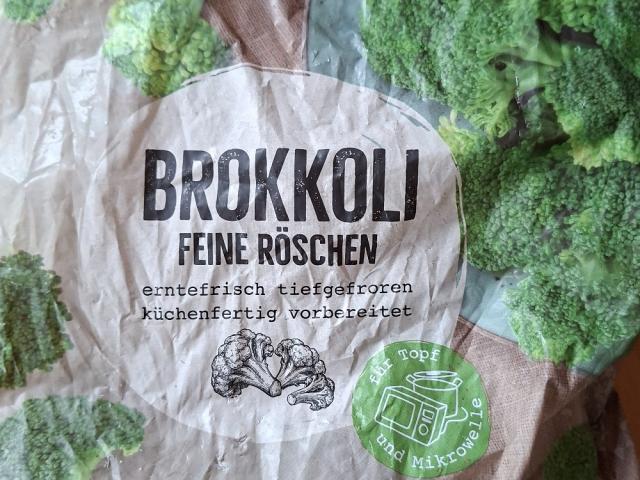 BROKKOLI
FEINE RÖSCHEN
erntefrisch tiefgefroren
küchenfertig vorbereitet
für Topf
und Mikrowelle